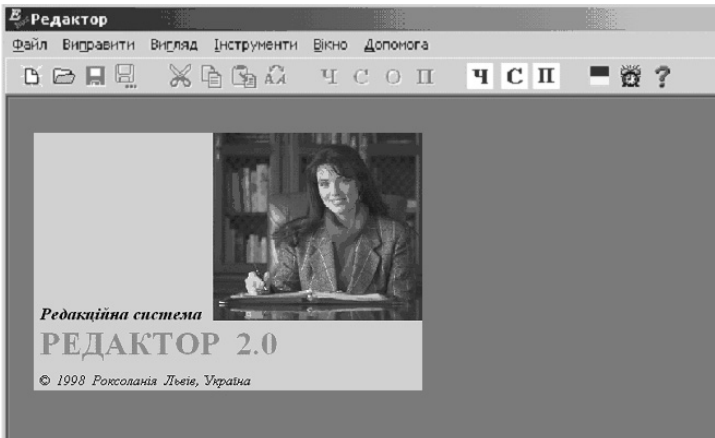 Редактор
Файл Виправити Вигляд Інструменти Вікно Допомога
Ч С О П Ч С П ?
Редакційна система
РЕДАКТОР 2.0
© 1998 Роксоланія Львів, Україна